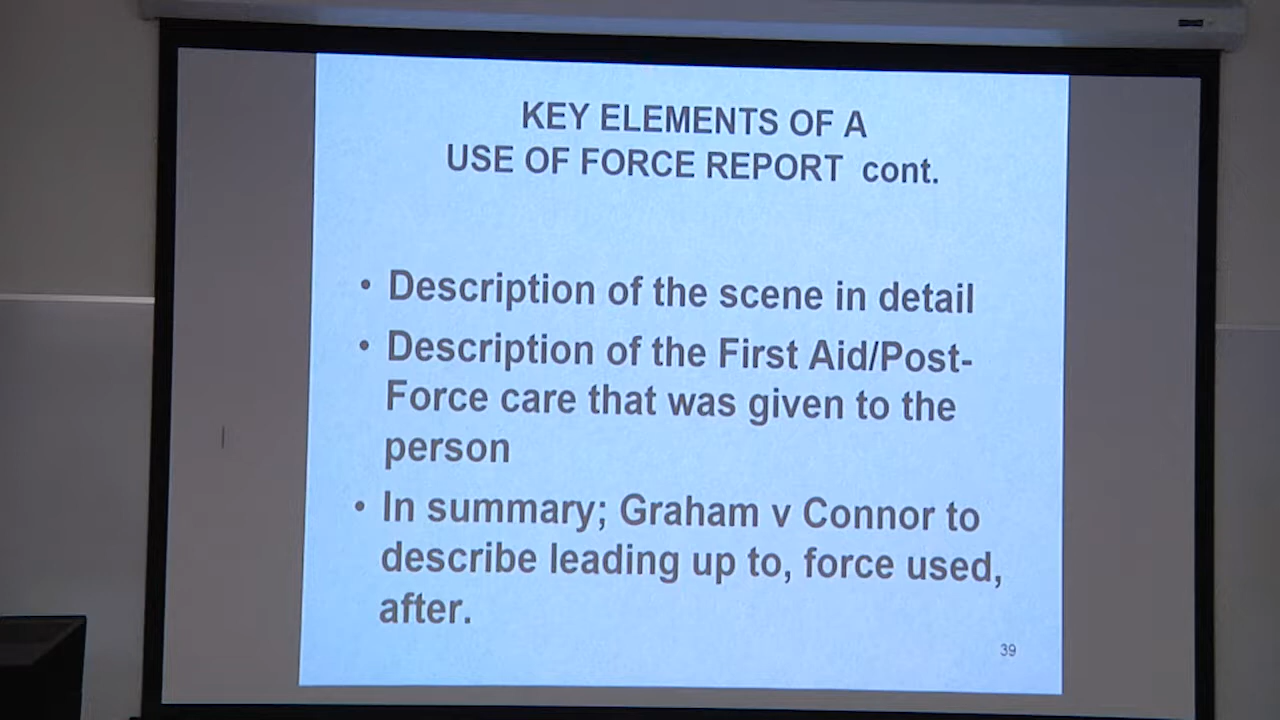 KEY ELEMENTS OF A
USE OF FORCE REPORT cont.
• Description of the scene in detail
• Description of the First Aid/Post-
Force care that was given to the
person
• In summary; Graham v Connor to
describe leading up to, force used,
after.
39